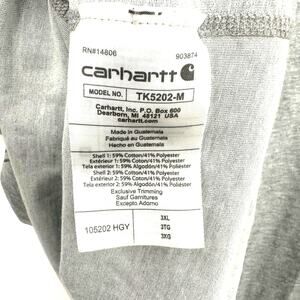 RN#14806 903874
carhartt
MODEL NO. TK5202-M
Carhartt, Inc. P.O. Box 600
Dearborn, MI 48121 USA
carhartt.com
Made in Guatemala
Fabriqué au Guatemala
Hecho en Guatemala
Shell 1: 59% Cotton/41% Polyester
Extérieur 1: 59% Coton/41% Polyester
Tela exterior 1: 59% Algodón/41% Poliéster
Shell 2: 59% Cotton/41% Polyester
Extérieur 2: 59% Coton/41% Polyester
Tela exterior 2: 59% Algodón/41% Poliéster
Exclusive Trimming
Sauf Garnitures
Excepto Adorno
105202 HGY
3XL
3TG
3XG